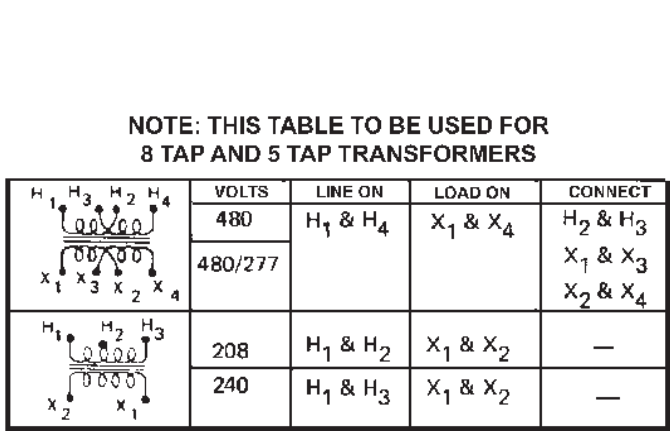 NOTE: THIS TABLE TO BE USED FOR
8 TAP AND 5 TAP TRANSFORMERS
VOLTS LINE ON LOAD ON CONNECT
H₁ H₃ H₂ H₄
X₁ X₃ X₂ X₄
480 H₁ & H₄ X₁ & X₄ H₂ & H₃
480/277 X₁ & X₃
X₂ & X₄
H₁ H₂ H₃
X₂ X₁
208 H₁ & H₂ X₁ & X₂ —
240 H₁ & H₃ X₁ & X₂ —